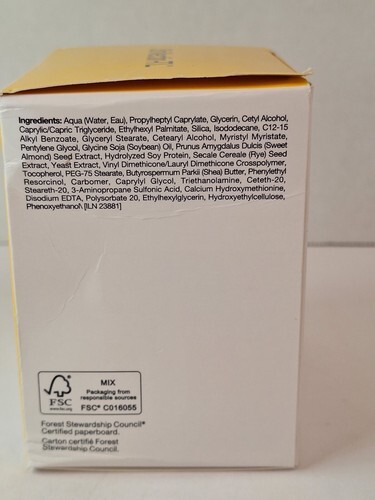 Ingredients: Aqua (Water, Eau), Propylheptyl Caprylate, Glycerin, Cetyl Alcohol,
Caprylic/Capric Triglyceride, Ethylhexyl Palmitate, Silica, Isododecane, C12-15
Alkyl Benzoate, Glyceryl Stearate, Cetearyl Alcohol, Myristyl Myristate,
Pentylene Glycol, Glycine Soja (Soybean) Oil, Prunus Amygdalus Dulcis (Sweet
Almond) Seed Extract, Hydrolyzed Soy Protein, Secale Cereale (Rye) Seed
Extract, Yeast Extract, Vinyl Dimethicone/Lauryl Dimethicone Crosspolymer,
Tocopherol, PEG-75 Stearate, Butyrospermum Parkii (Shea) Butter, Phenylethyl
Resorcinol, Carbomer, Caprylyl Glycol, Triethanolamine, Ceteth-20,
Steareth-20, 3-Aminopropane Sulfonic Acid, Calcium Hydroxymethionine,
Disodium EDTA, Polysorbate 20, Ethylhexylglycerin, Hydroxyethylcellulose,
Phenoxyethanol\ [ILN 23881]
FSC
www.fsc.org
MIX
Packaging from
responsible sources
FSC® C016055
Forest Stewardship Council®
Certified paperboard.
Carton certifié Forest
Stewardship Council.